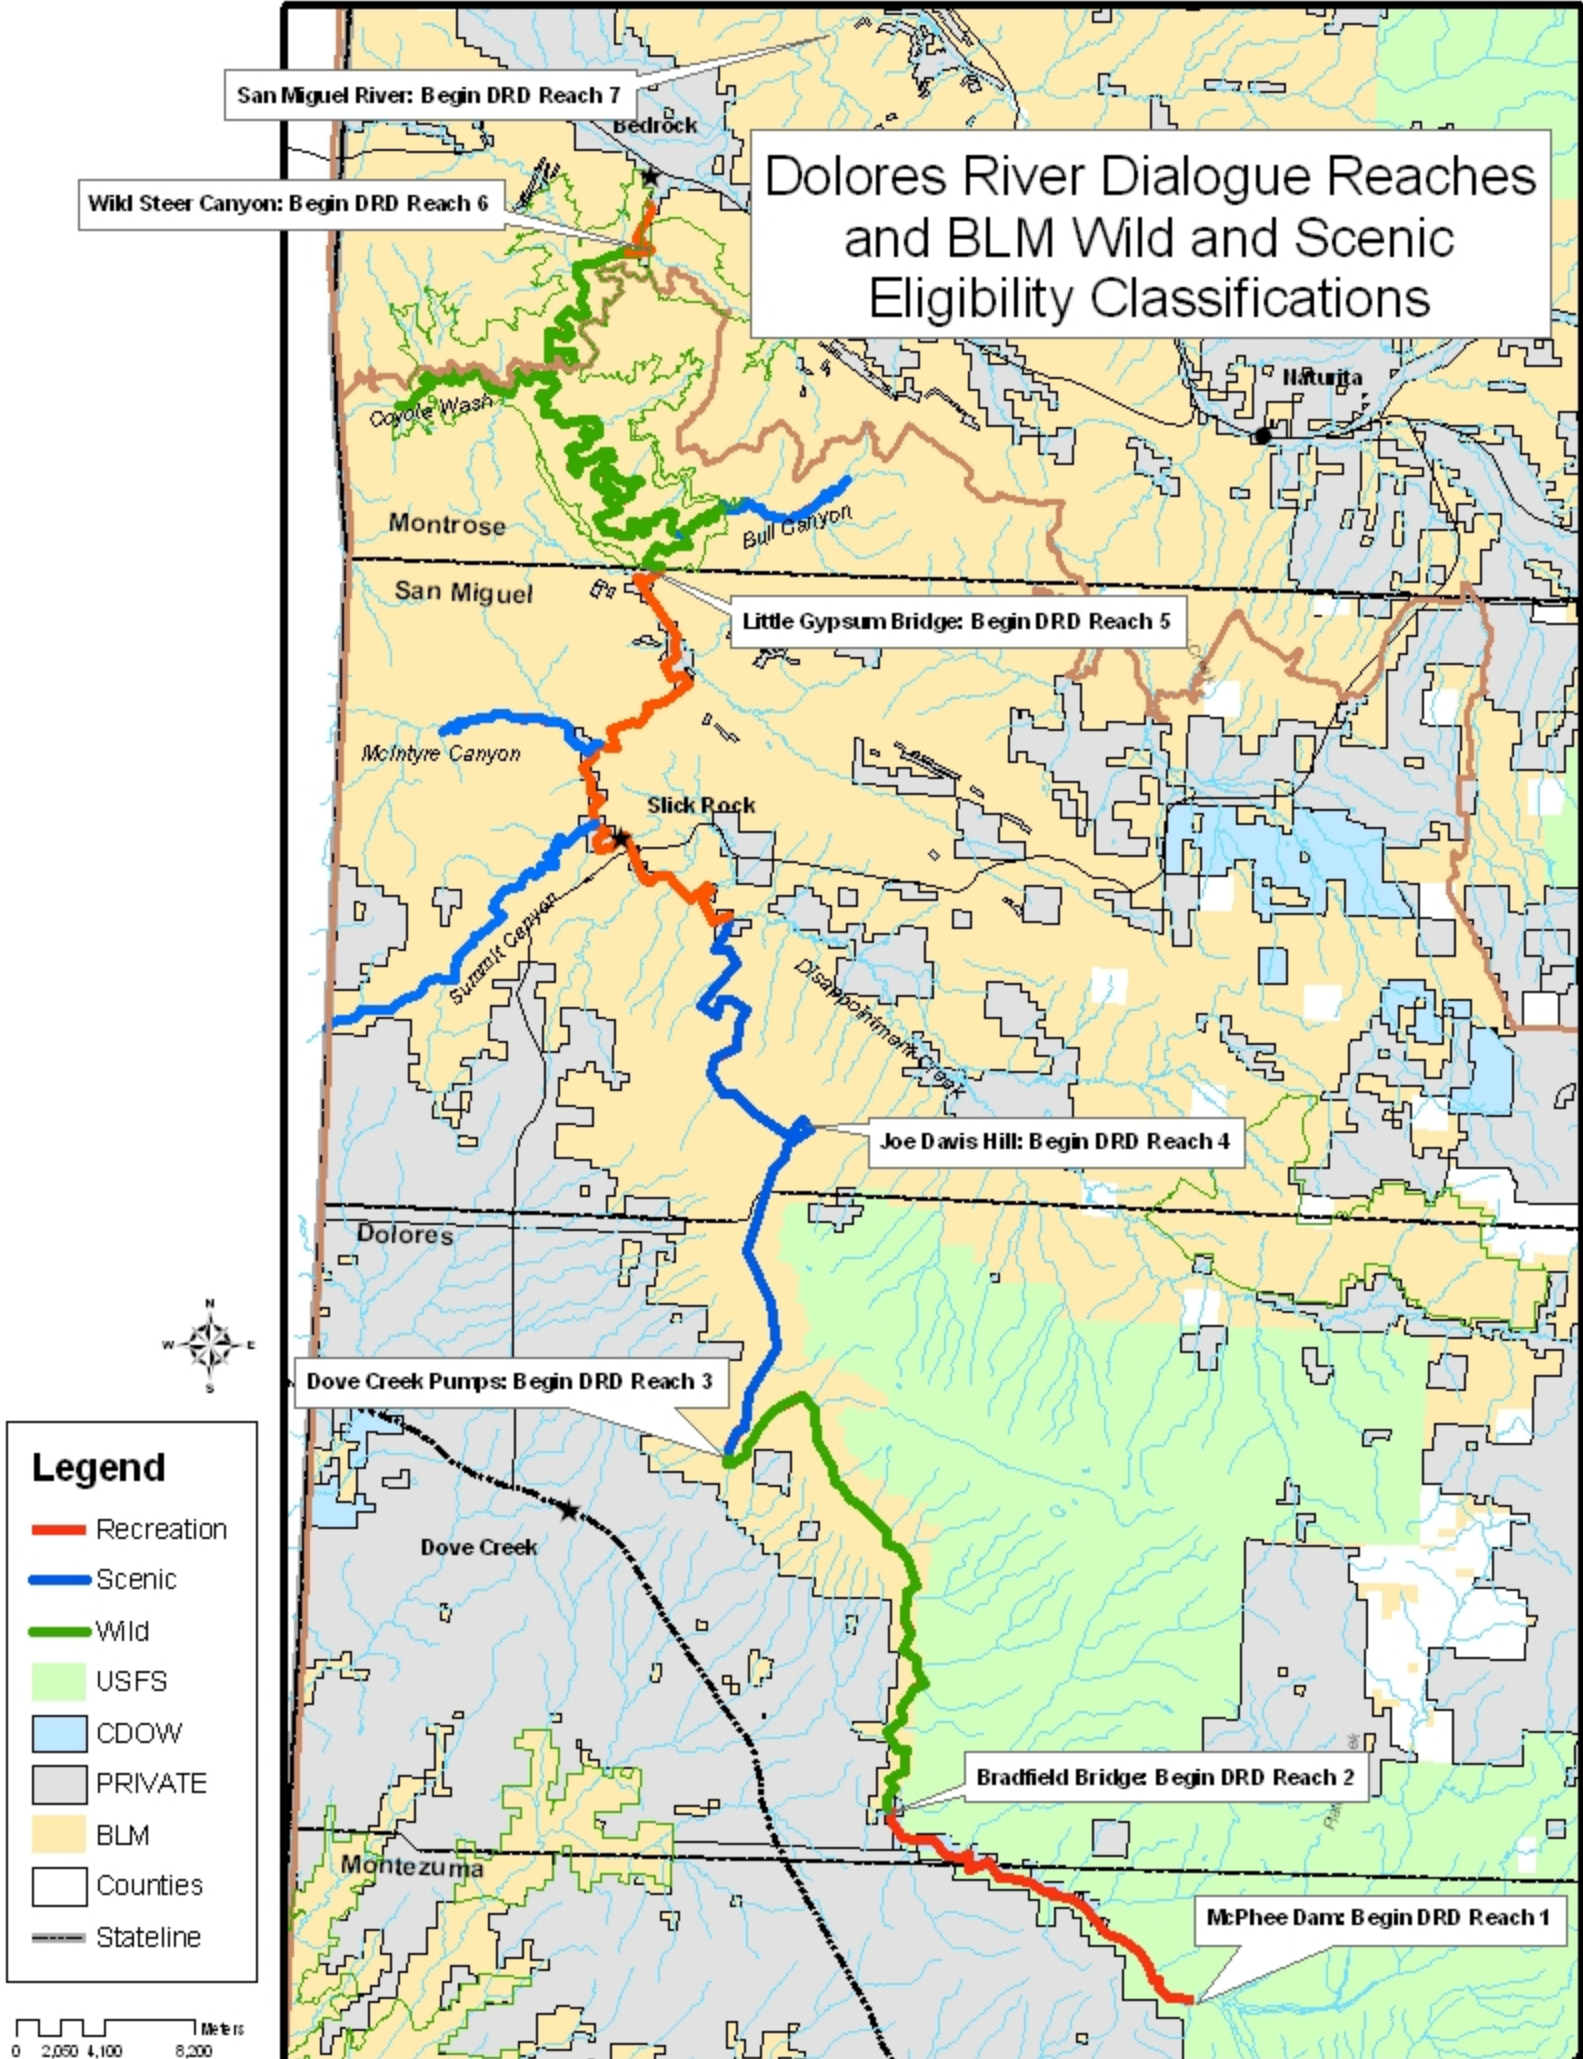 San Miguel River: Begin DRD Reach 7
Bedrock
Dolores River Dialogue Reaches
and BLM Wild and Scenic
Eligibility Classifications
Wild Steer Canyon: Begin DRD Reach 6
Naturita
Coyote Wash
Montrose
Bull Canyon
San Miguel
Little Gypsum Bridge: Begin DRD Reach 5
McIntyre Canyon
Slick Rock
Summit Canyon
Disappointment Creek
Joe Davis Hill: Begin DRD Reach 4
Dolores
N
W E
S
Dove Creek Pumps: Begin DRD Reach 3
Dove Creek
Legend
Recreation
Scenic
Wild
USFS
CDOW
PRIVATE
BLM
Counties
Stateline
Bradfield Bridge: Begin DRD Reach 2
Montezuma
McPhee Dam: Begin DRD Reach 1
Meters
0 2,050 4,100 8,200